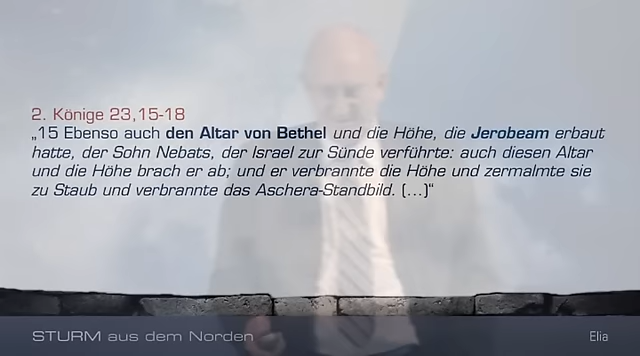 2. Könige 23,15-18
„15 Ebenso auch den Altar von Bethel und die Höhe, die Jerobeam erbaut
hatte, der Sohn Nebats, der Israel zur Sünde verführte: auch diesen Altar
und die Höhe brach er ab; und er verbrannte die Höhe und zermalmte sie
zu Staub und verbrannte das Aschera-Standbild. (...)“
STURM aus dem Norden
Elia